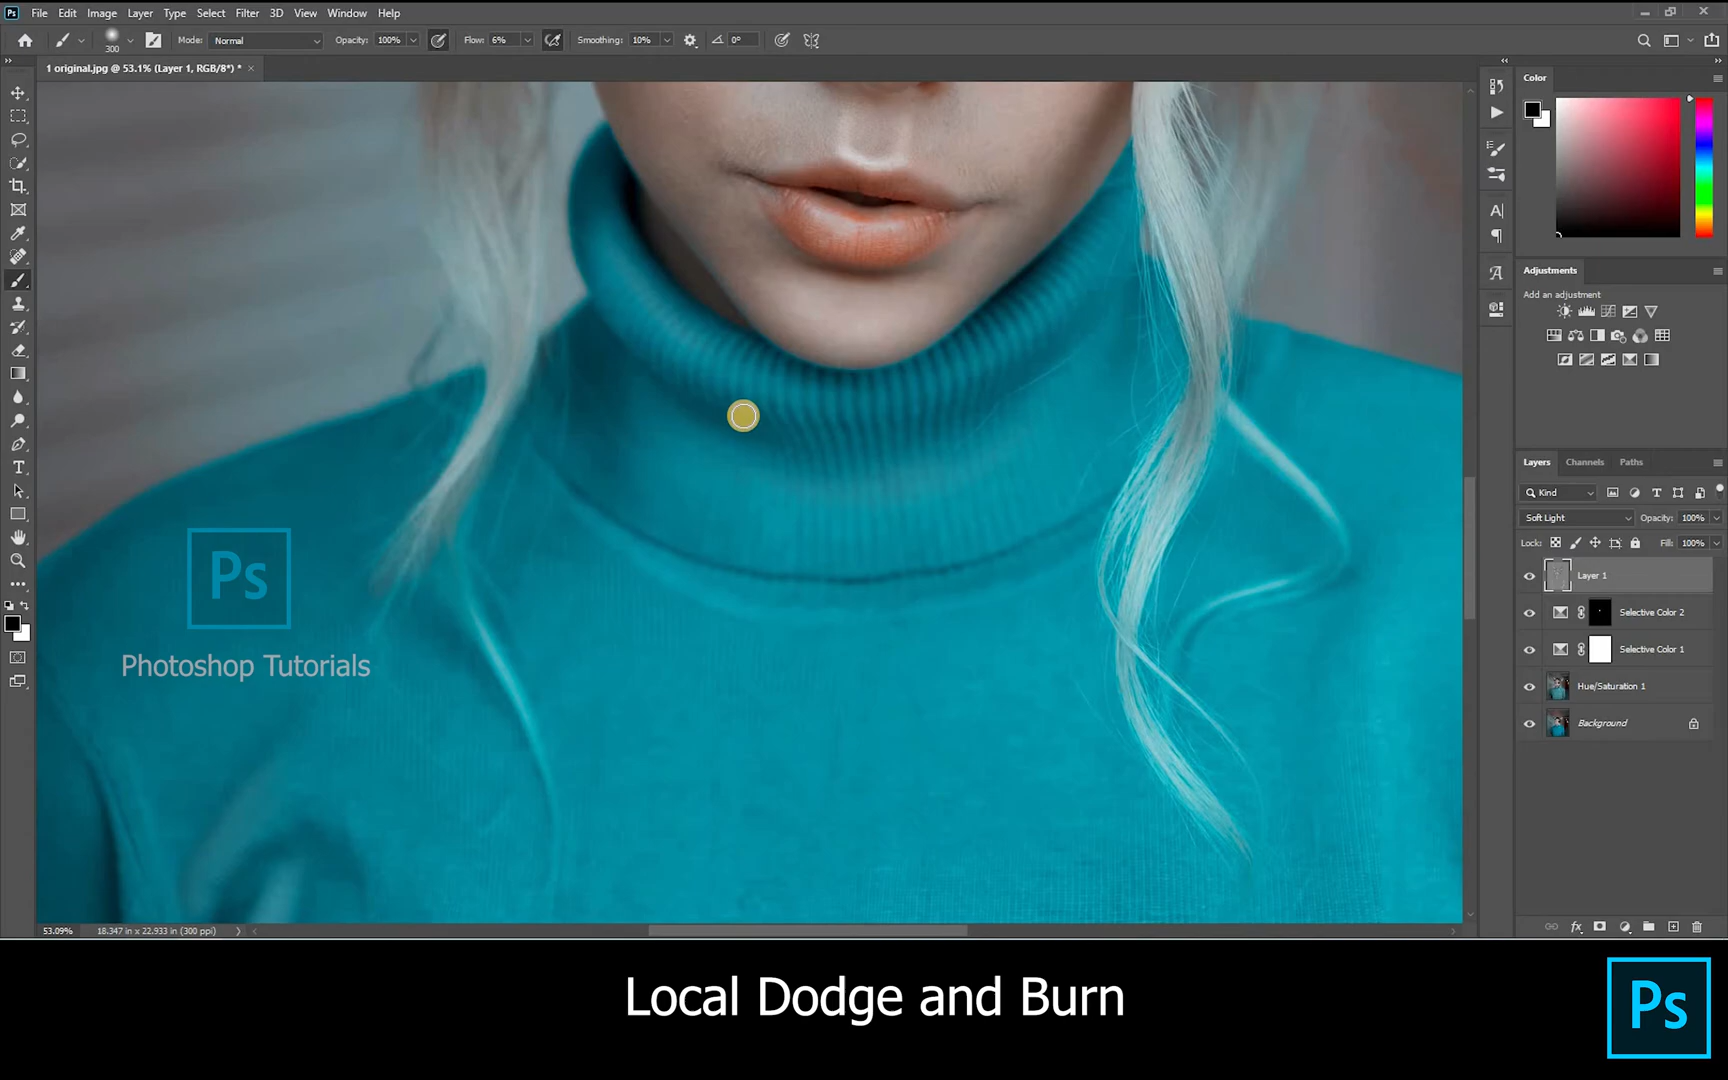 Ps File Edit Image Layer Type Select Filter 3D View Window Help
300 Mode: Normal Opacity: 100% Flow: 6% Smoothing: 10% 0°
1 original.jpg @ 53.1% (Layer 1, RGB/8*) *
Color
Adjustments
Add an adjustment
Layers Channels Paths
Kind
Soft Light Opacity: 100%
Lock: Fill: 100%
Layer 1
Selective Color 2
Selective Color 1
Hue/Saturation 1
Background
Ps
Photoshop Tutorials
53.09% 18.347 in x 22.933 in (300 ppi)
Local Dodge and Burn
Ps